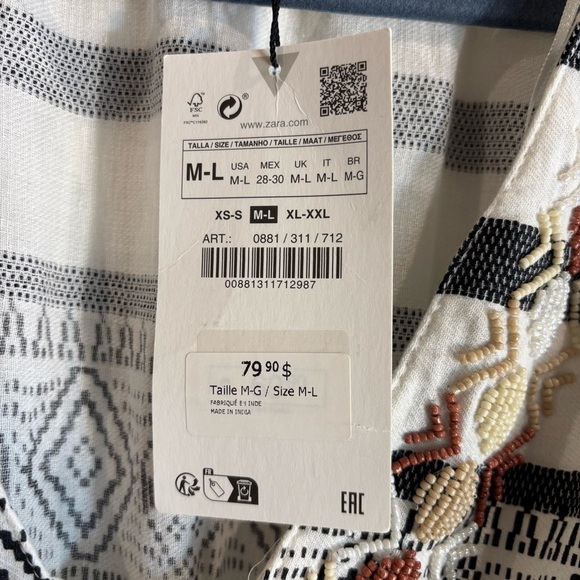 FSC
www.zara.com
TALLA / SIZE / TAMANHO / TAILLE / MAAT / ΜΕΓΕΘΟΣ
M-L USA MEX UK IT BR
M-L 28-30 M-L M-L M-G
XS-S M-L XL-XXL
ART.: 0881 / 311 / 712
00881311712987
79 90 $
Taille M-G / Size M-L
FABRIQUÉ EN INDE
MADE IN INDIA
FR
EAC